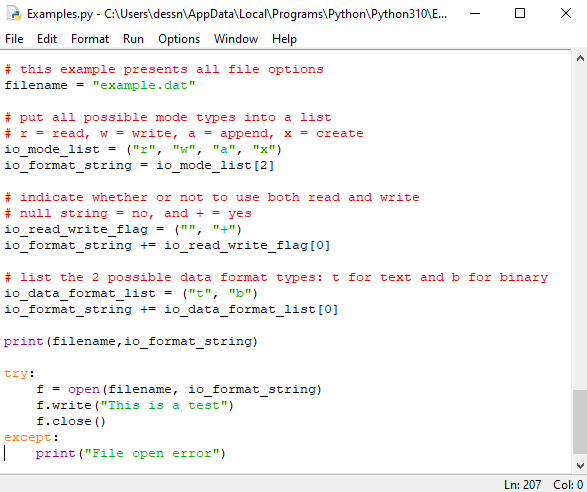 Examples.py - C:\Users\dessn\AppData\Local\Programs\Python\Python310\E...
File Edit Format Run Options Window Help
# this example presents all file options
filename = "example.dat"
# put all possible mode types into a list
# r = read, w = write, a = append, x = create
io_mode_list = ("r", "w", "a", "x")
io_format_string = io_mode_list[2]
# indicate whether or not to use both read and write
# null string = no, and + = yes
io_read_write_flag = ("", "+")
io_format_string += io_read_write_flag[0]
# list the 2 possible data format types: t for text and b for binary
io_data_format_list = ("t", "b")
io_format_string += io_data_format_list[0]
print(filename,io_format_string)
try:
    f = open(filename, io_format_string)
    f.write("This is a test")
    f.close()
except:
    print("File open error")
Ln: 207 Col: 0